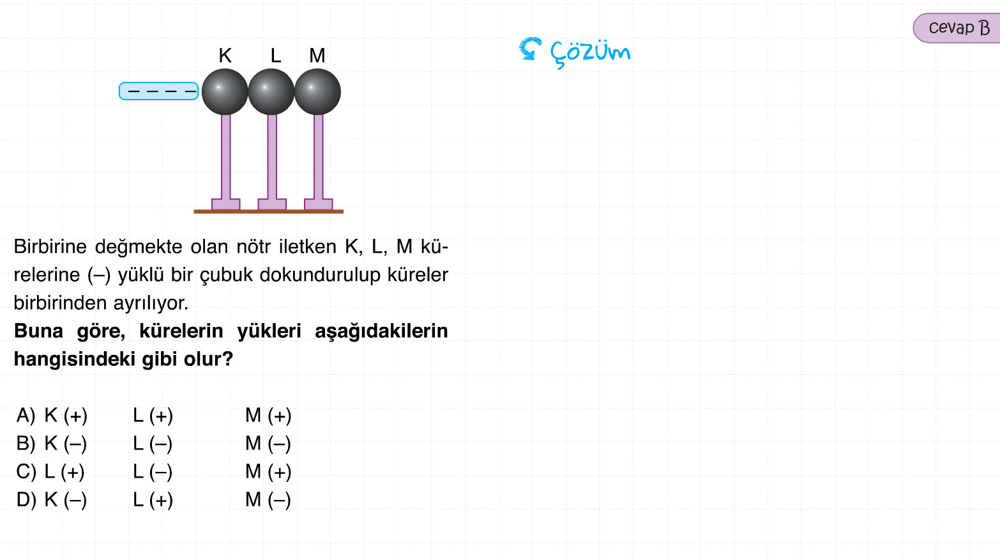 cevap B
K L M
Çözüm
– – – –
Birbirine değmekte olan nötr iletken K, L, M kü-
relerine (–) yüklü bir çubuk dokundurulup küreler
birbirinden ayrılıyor.
Buna göre, kürelerin yükleri aşağıdakilerin
hangisindeki gibi olur?
A) K (+) L (+) M (+)
B) K (–) L (–) M (–)
C) L (+) L (–) M (+)
D) K (–) L (+) M (–)